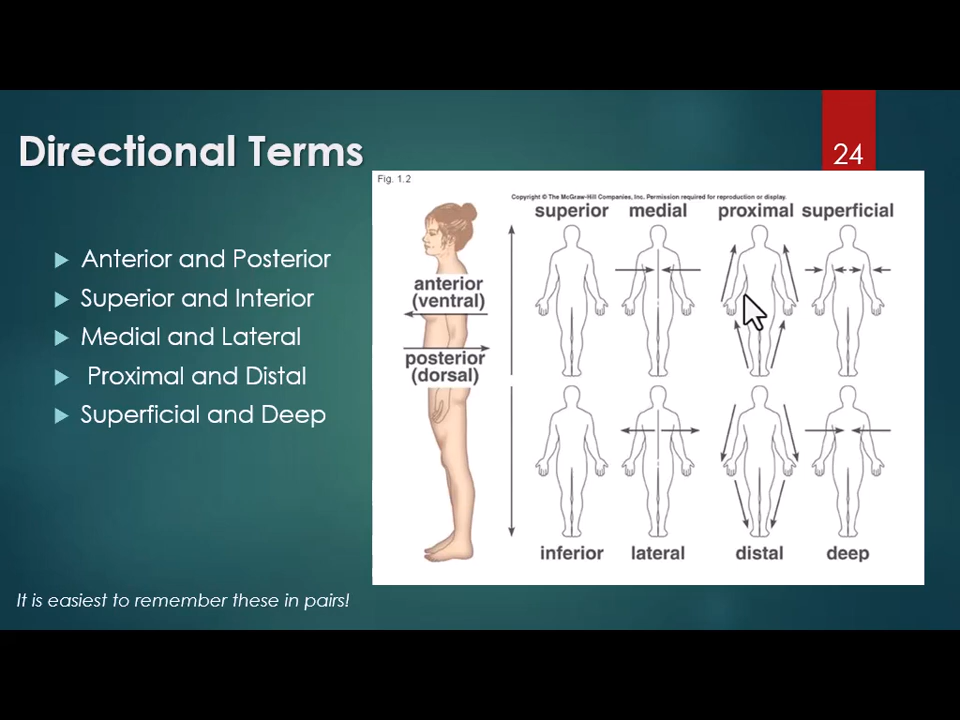 Directional Terms
24
Anterior and Posterior
Superior and Interior
Medial and Lateral
Proximal and Distal
Superficial and Deep
It is easiest to remember these in pairs!
Fig. 1.2
Copyright © The McGraw-Hill Companies, Inc. Permission required for reproduction or display.
superior medial proximal superficial
anterior
(ventral)
posterior
(dorsal)
inferior lateral distal deep